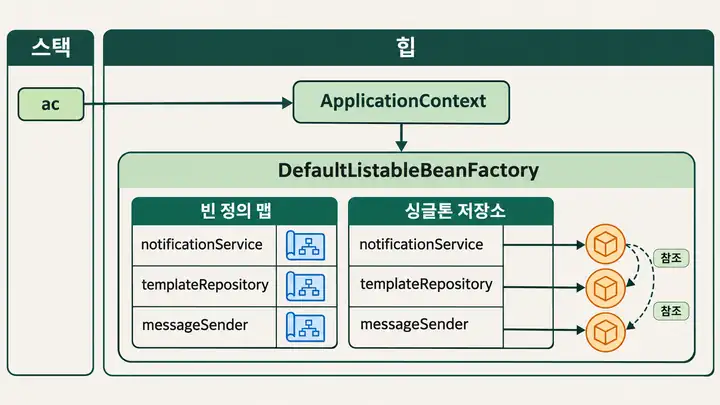 스택
힙
ac
ApplicationContext
DefaultListableBeanFactory
빈 정의 맵
notificationService
templateRepository
messageSender
싱글톤 저장소
notificationService
templateRepository
messageSender
참조
참조